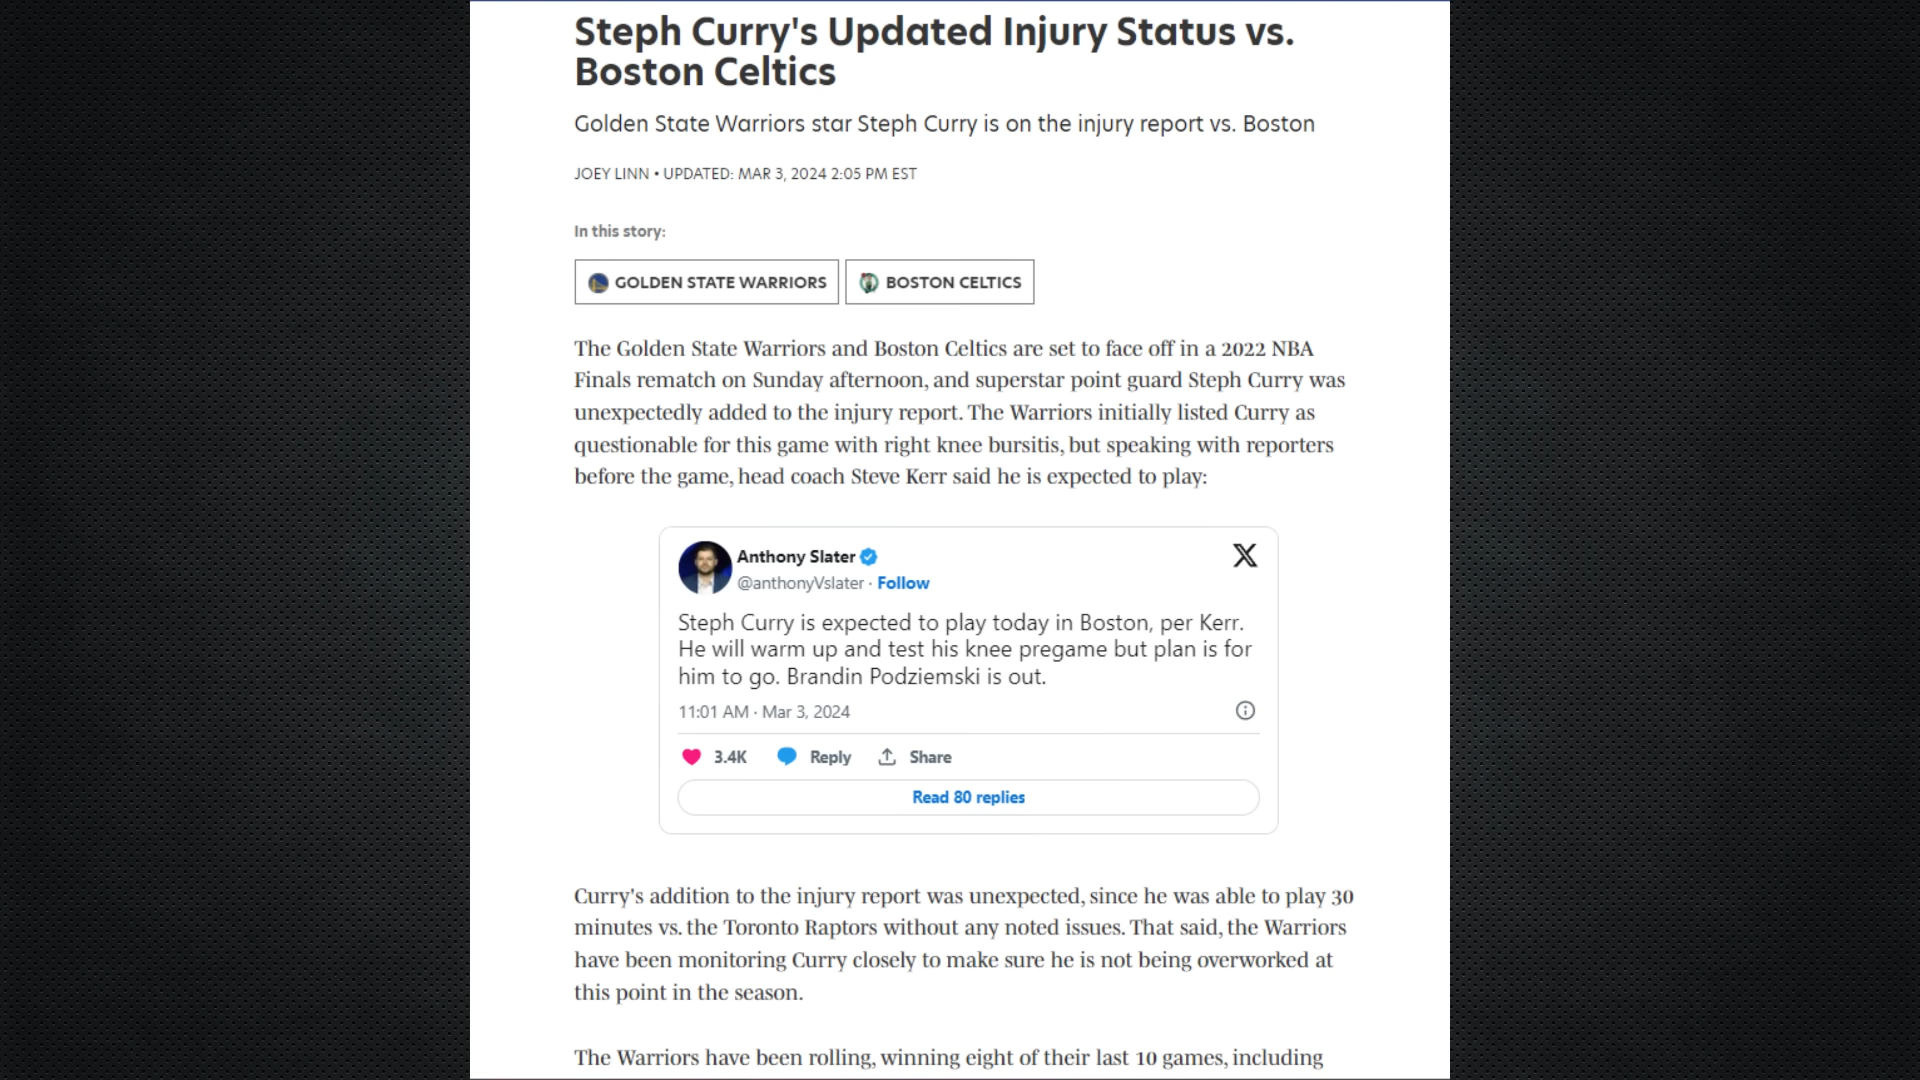 Steph Curry's Updated Injury Status vs.
Boston Celtics
Golden State Warriors star Steph Curry is on the injury report vs. Boston
JOEY LINN • UPDATED: MAR 3, 2024 2:05 PM EST
In this story:
GOLDEN STATE WARRIORS BOSTON CELTICS
The Golden State Warriors and Boston Celtics are set to face off in a 2022 NBA
Finals rematch on Sunday afternoon, and superstar point guard Steph Curry was
unexpectedly added to the injury report. The Warriors initially listed Curry as
questionable for this game with right knee bursitis, but speaking with reporters
before the game, head coach Steve Kerr said he is expected to play:
Anthony Slater
@anthonyVslater · Follow
Steph Curry is expected to play today in Boston, per Kerr.
He will warm up and test his knee pregame but plan is for
him to go. Brandin Podziemski is out.
11:01 AM · Mar 3, 2024
3.4K Reply Share
Read 80 replies
Curry's addition to the injury report was unexpected, since he was able to play 30
minutes vs. the Toronto Raptors without any noted issues. That said, the Warriors
have been monitoring Curry closely to make sure he is not being overworked at
this point in the season.
The Warriors have been rolling, winning eight of their last 10 games, including